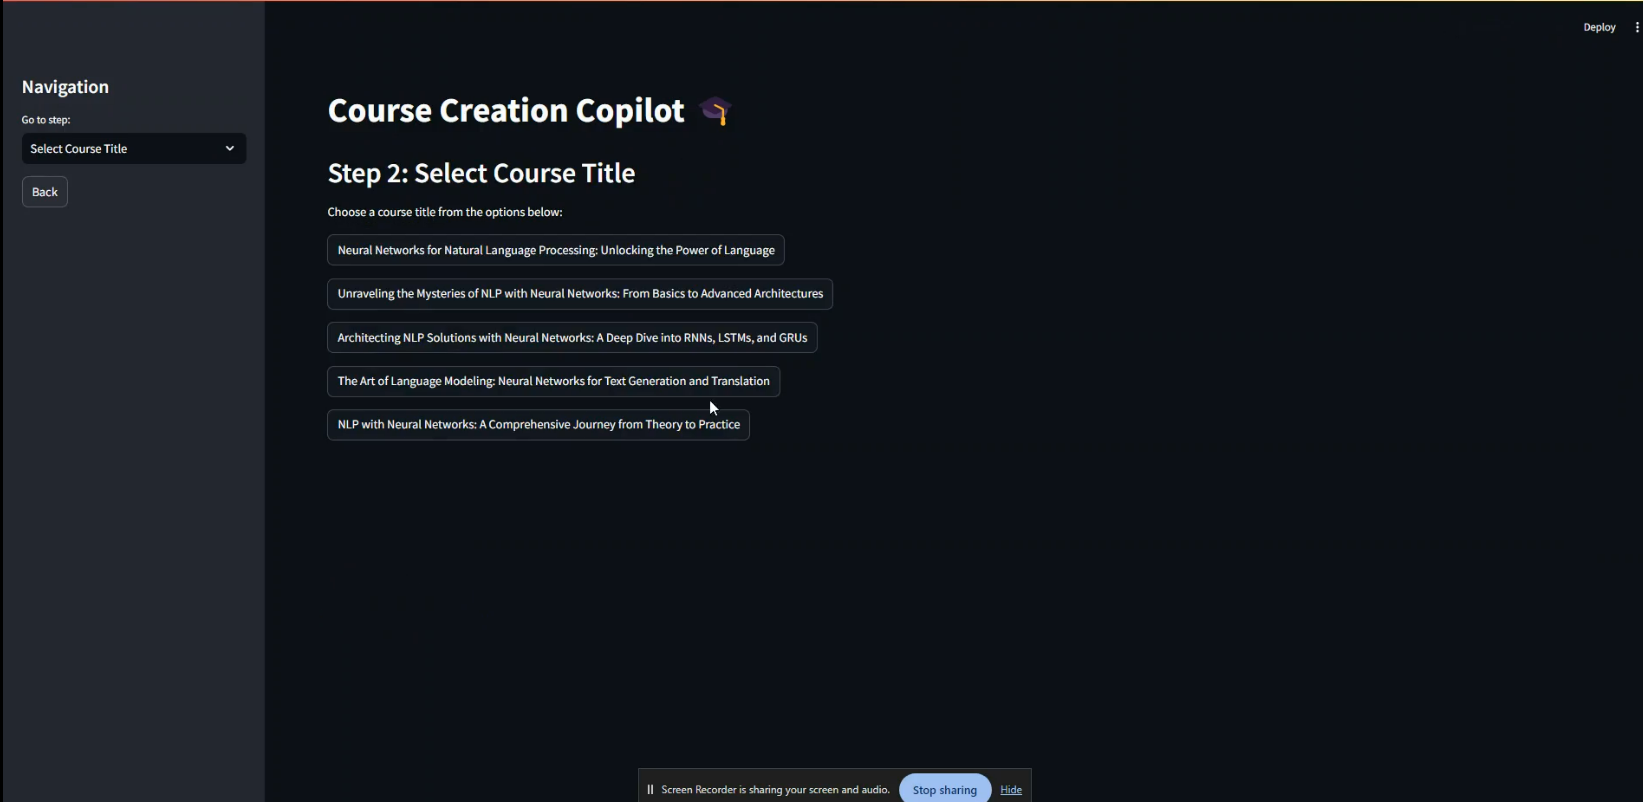 Deploy
Navigation
Go to step:
Select Course Title
Back
Course Creation Copilot
Step 2: Select Course Title
Choose a course title from the options below:
Neural Networks for Natural Language Processing: Unlocking the Power of Language
Unraveling the Mysteries of NLP with Neural Networks: From Basics to Advanced Architectures
Architecting NLP Solutions with Neural Networks: A Deep Dive into RNNs, LSTMs, and GRUs
The Art of Language Modeling: Neural Networks for Text Generation and Translation
NLP with Neural Networks: A Comprehensive Journey from Theory to Practice
Screen Recorder is sharing your screen and audio. Stop sharing Hide